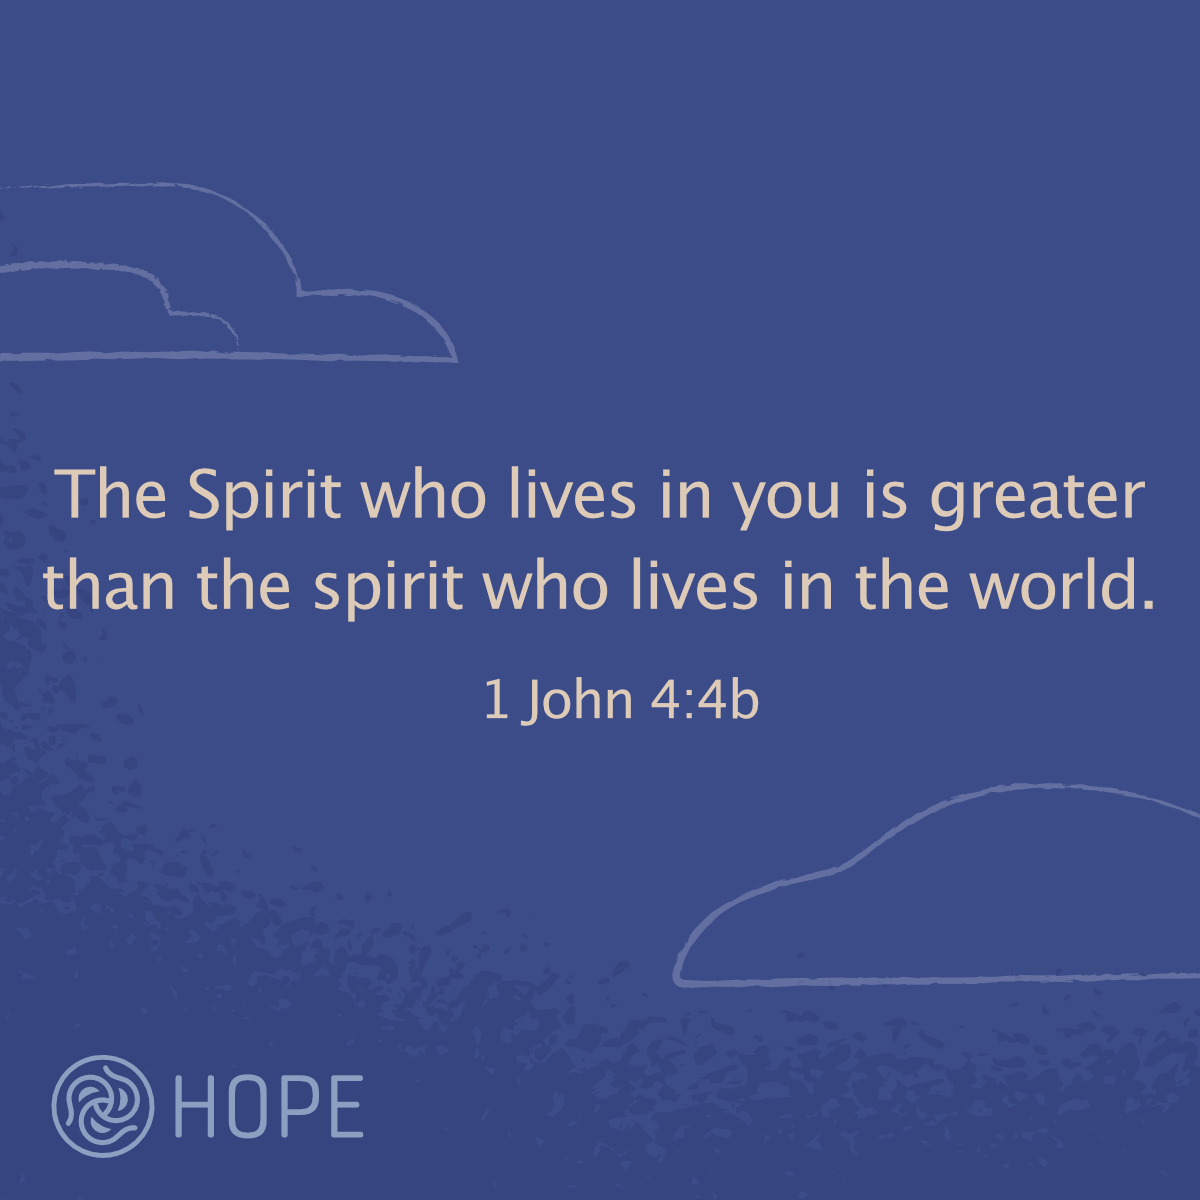 The Spirit who lives in you is greater
than the spirit who lives in the world.
1 John 4:4b
HOPE